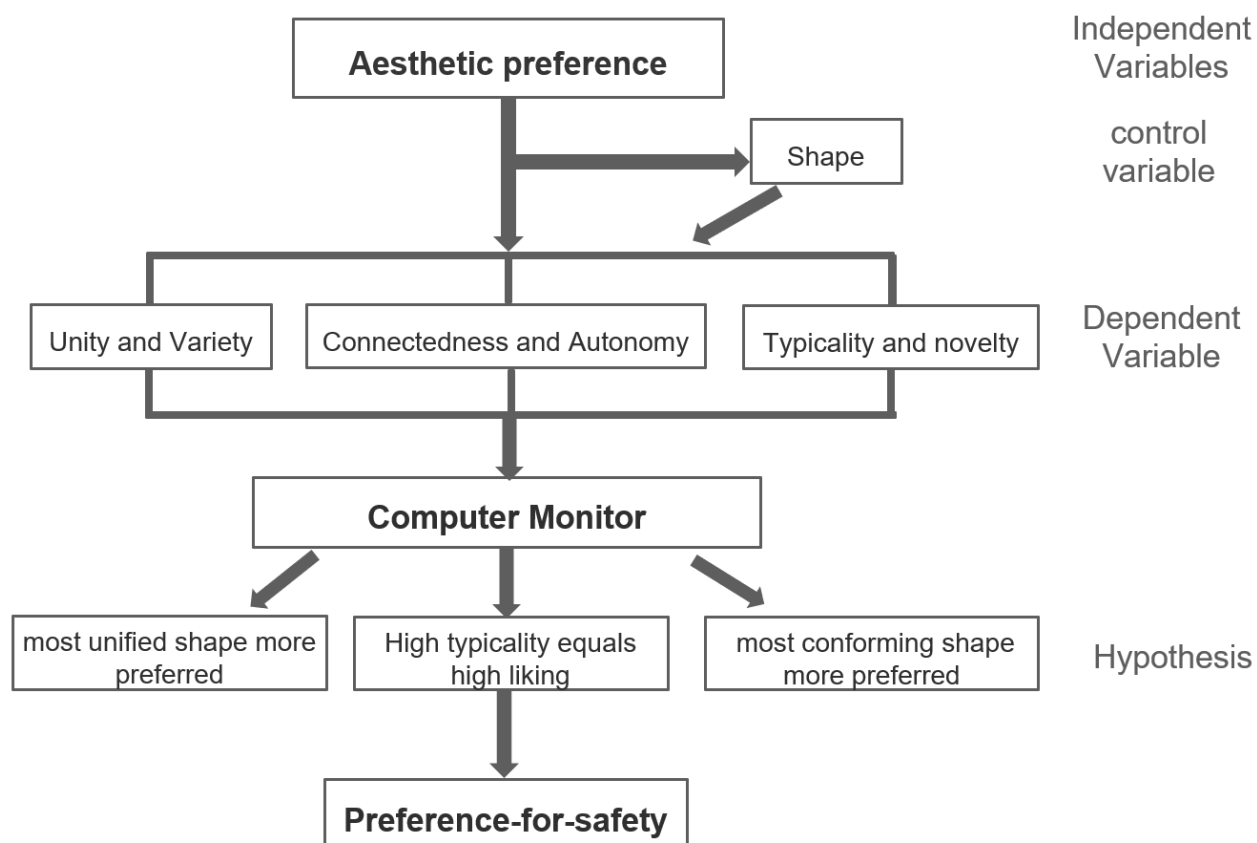 Aesthetic preference
Independent
Variables
Shape
control
variable
Unity and Variety
Connectedness and Autonomy
Typicality and novelty
Dependent
Variable
Computer Monitor
most unified shape more
preferred
High typicality equals
high liking
most conforming shape
more preferred
Hypothesis
Preference-for-safety